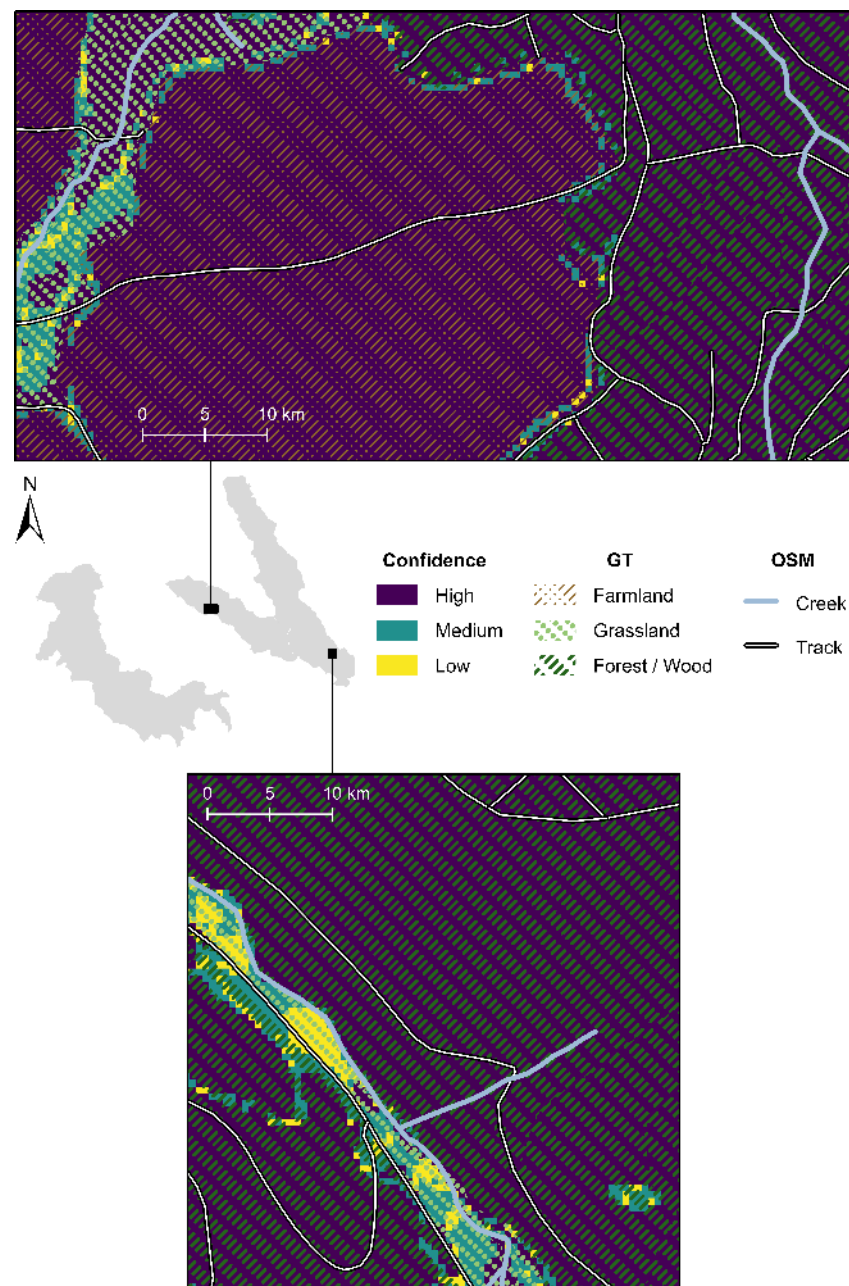 0 5 10 km
N
Confidence GT OSM
High Farmland Creek
Medium Grassland Track
Low Forest / Wood
0 5 10 km